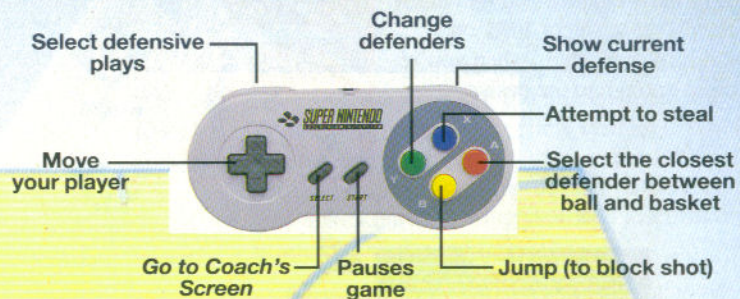 Change
defenders
Select defensive
plays
Show current
defense
SUPER NINTENDO
X
Attempt to steal
A
Move
your player
Y
Select the closest
defender between
ball and basket
B
SELECT
START
Go to Coach's
Screen
Pauses
game
Jump (to block shot)